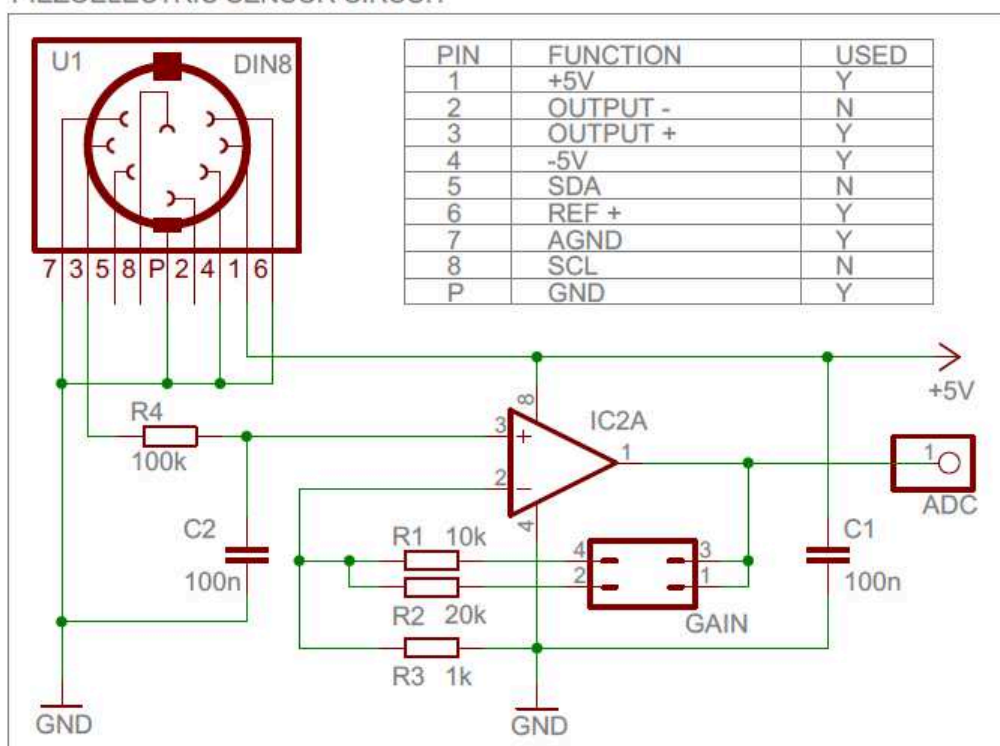 U1
DIN8
7 3 5 8 P 2 4 1 6
PIN FUNCTION USED
1 +5V Y
2 OUTPUT - N
3 OUTPUT + Y
4 -5V Y
5 SDA N
6 REF + Y
7 AGND Y
8 SCL N
P GND Y
+5V
R4
100k
8
IC2A
3
+
1
2
-
4
1
ADC
C2
100n
R1 10k
4
3
2
1
R2 20k
GAIN
C1
100n
R3 1k
GND
GND